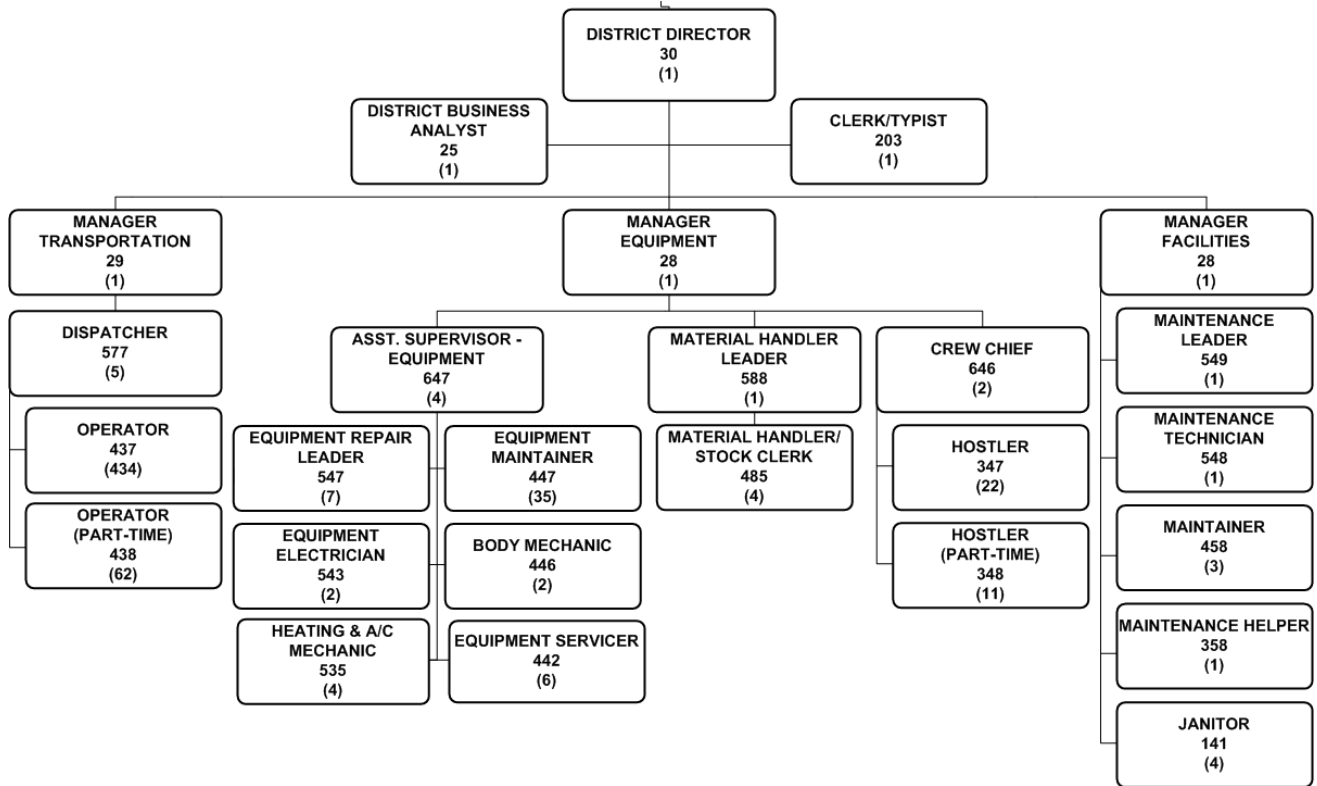 DISTRICT DIRECTOR
30
(1)
DISTRICT BUSINESS
ANALYST
25
(1)
CLERK/TYPIST
203
(1)
MANAGER
TRANSPORTATION
29
(1)
MANAGER
EQUIPMENT
28
(1)
MANAGER
FACILITIES
28
(1)
DISPATCHER
577
(5)
OPERATOR
437
(434)
OPERATOR
(PART-TIME)
438
(62)
ASST. SUPERVISOR -
EQUIPMENT
647
(4)
EQUIPMENT REPAIR
LEADER
547
(7)
EQUIPMENT
MAINTAINER
447
(35)
EQUIPMENT
ELECTRICIAN
543
(2)
BODY MECHANIC
446
(2)
HEATING & A/C
MECHANIC
535
(4)
EQUIPMENT SERVICER
442
(6)
MATERIAL HANDLER
LEADER
588
(1)
MATERIAL HANDLER/
STOCK CLERK
485
(4)
CREW CHIEF
646
(2)
HOSTLER
347
(22)
HOSTLER
(PART-TIME)
348
(11)
MAINTENANCE
LEADER
549
(1)
MAINTENANCE
TECHNICIAN
548
(1)
MAINTAINER
458
(3)
MAINTENANCE HELPER
358
(1)
JANITOR
141
(4)